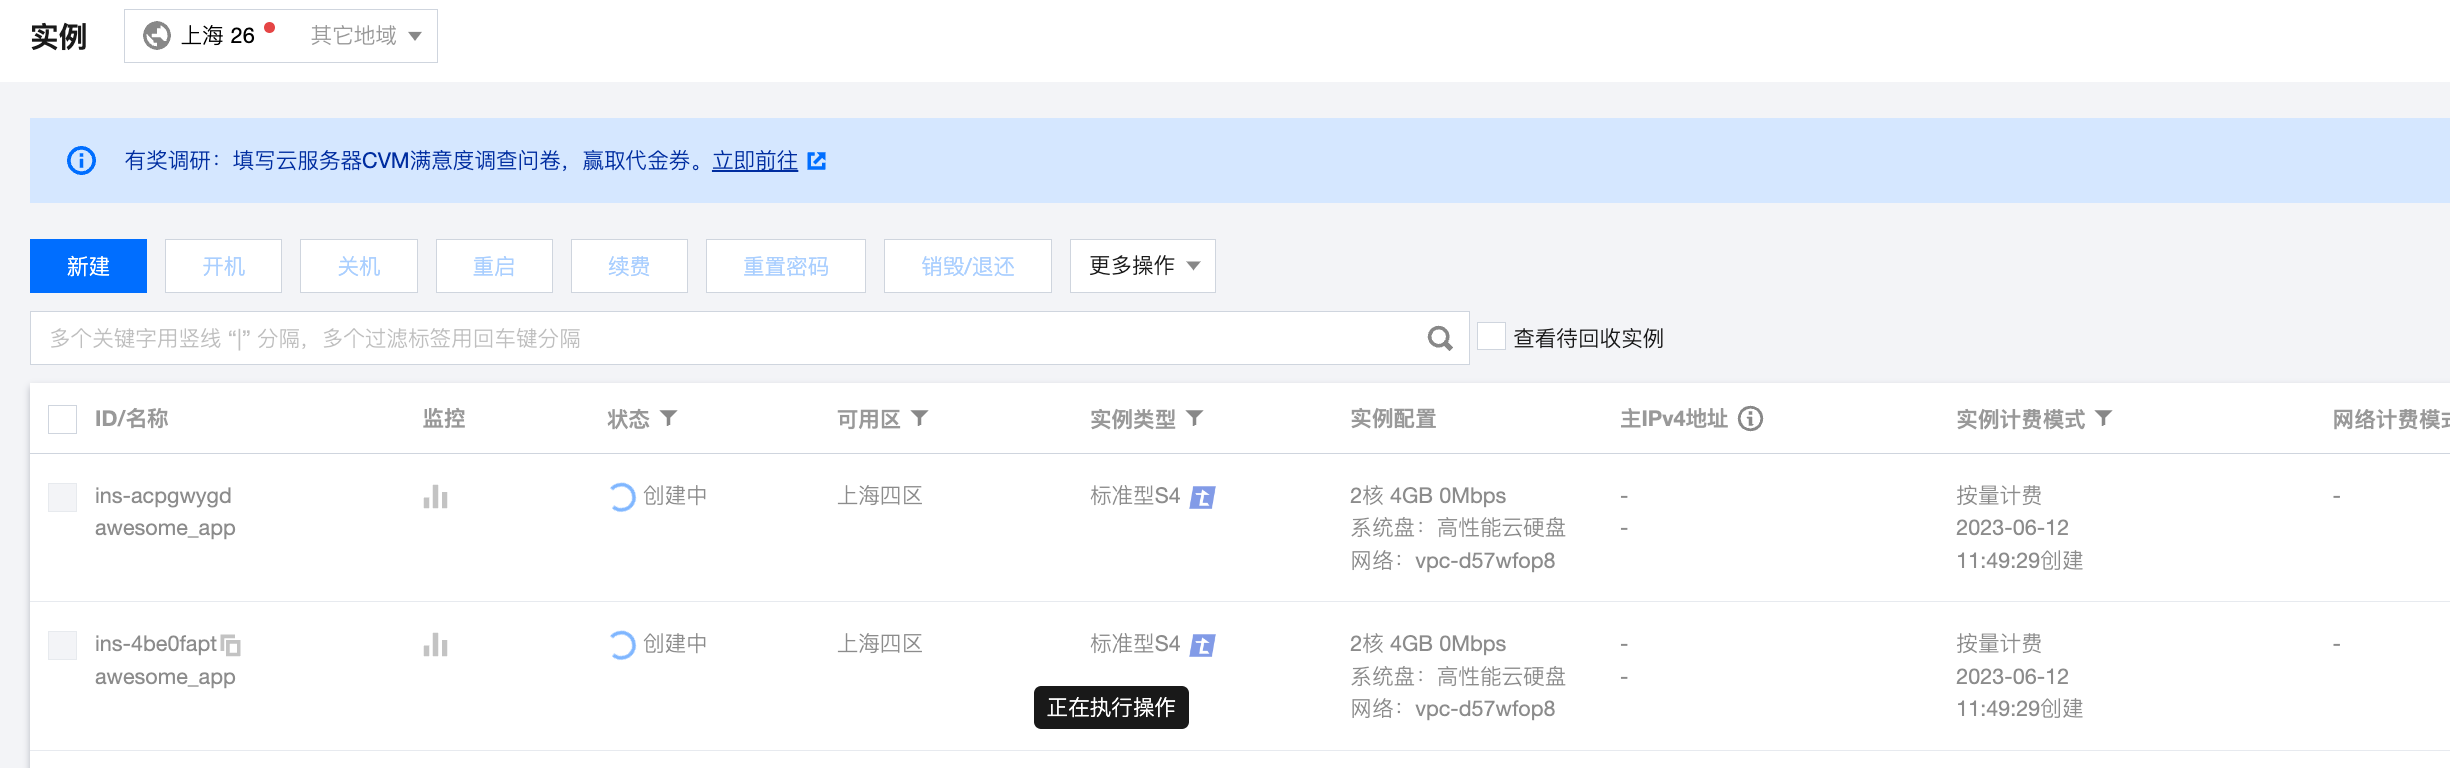 实例 上海 26 其它地域
有奖调研：填写云服务器CVM满意度调查问卷，赢取代金券。立即前往
新建 开机 关机 重启 续费 重置密码 销毁/退还 更多操作
多个关键字用竖线 “|” 分隔，多个过滤标签用回车键分隔 查看待回收实例
ID/名称 监控 状态 可用区 实例类型 实例配置 主IPv4地址 实例计费模式 网络计费模式
ins-acpgwygd 创建中 上海四区 标准型S4 2核 4GB 0Mbps - 按量计费 -
awesome_app 系统盘：高性能云硬盘 - 2023-06-12
网络：vpc-d57wfop8 11:49:29创建
ins-4be0fapt 创建中 上海四区 标准型S4 2核 4GB 0Mbps - 按量计费 -
awesome_app 系统盘：高性能云硬盘 - 2023-06-12
正在执行操作 网络：vpc-d57wfop8 11:49:29创建